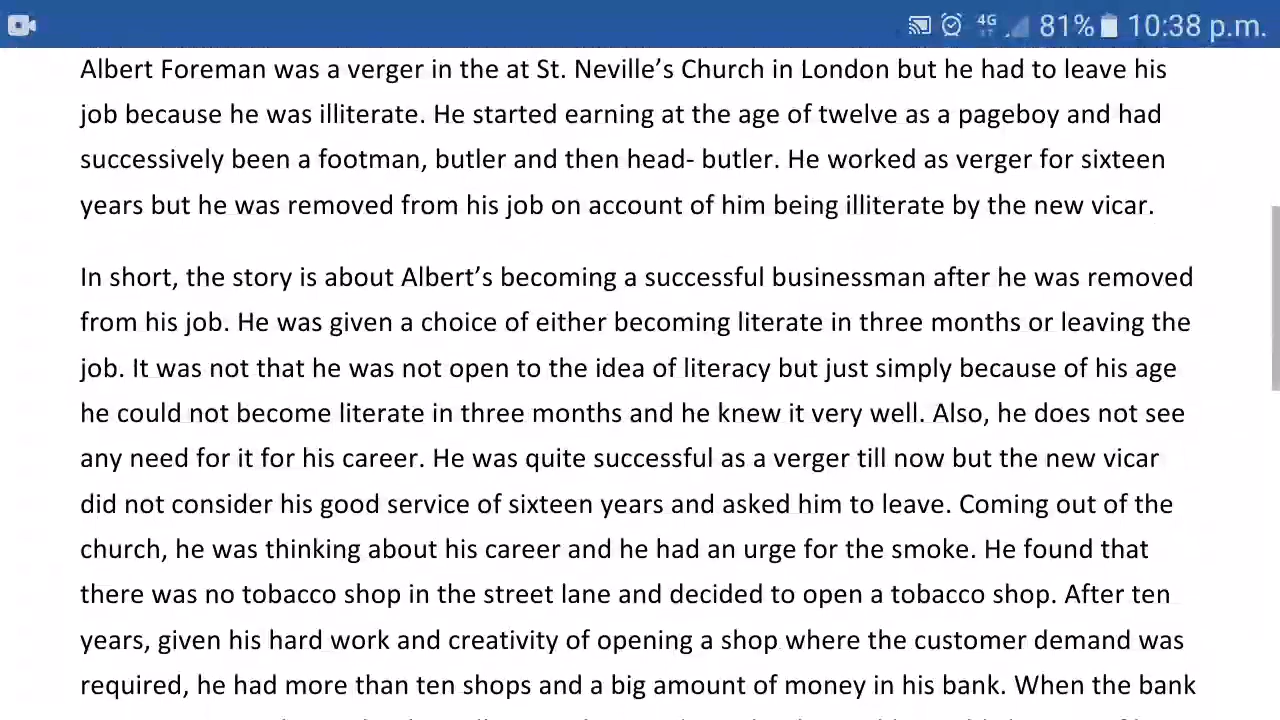 4G 81% 10:38 p.m.
Albert Foreman was a verger in the at St. Neville’s Church in London but he had to leave his
job because he was illiterate. He started earning at the age of twelve as a pageboy and had
successively been a footman, butler and then head- butler. He worked as verger for sixteen
years but he was removed from his job on account of him being illiterate by the new vicar.
In short, the story is about Albert’s becoming a successful businessman after he was removed
from his job. He was given a choice of either becoming literate in three months or leaving the
job. It was not that he was not open to the idea of literacy but just simply because of his age
he could not become literate in three months and he knew it very well. Also, he does not see
any need for it for his career. He was quite successful as a verger till now but the new vicar
did not consider his good service of sixteen years and asked him to leave. Coming out of the
church, he was thinking about his career and he had an urge for the smoke. He found that
there was no tobacco shop in the street lane and decided to open a tobacco shop. After ten
years, given his hard work and creativity of opening a shop where the customer demand was
required, he had more than ten shops and a big amount of money in his bank. When the bank